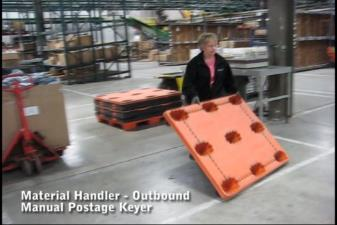 Material Handler - Outbound
Manual Postage Keyer